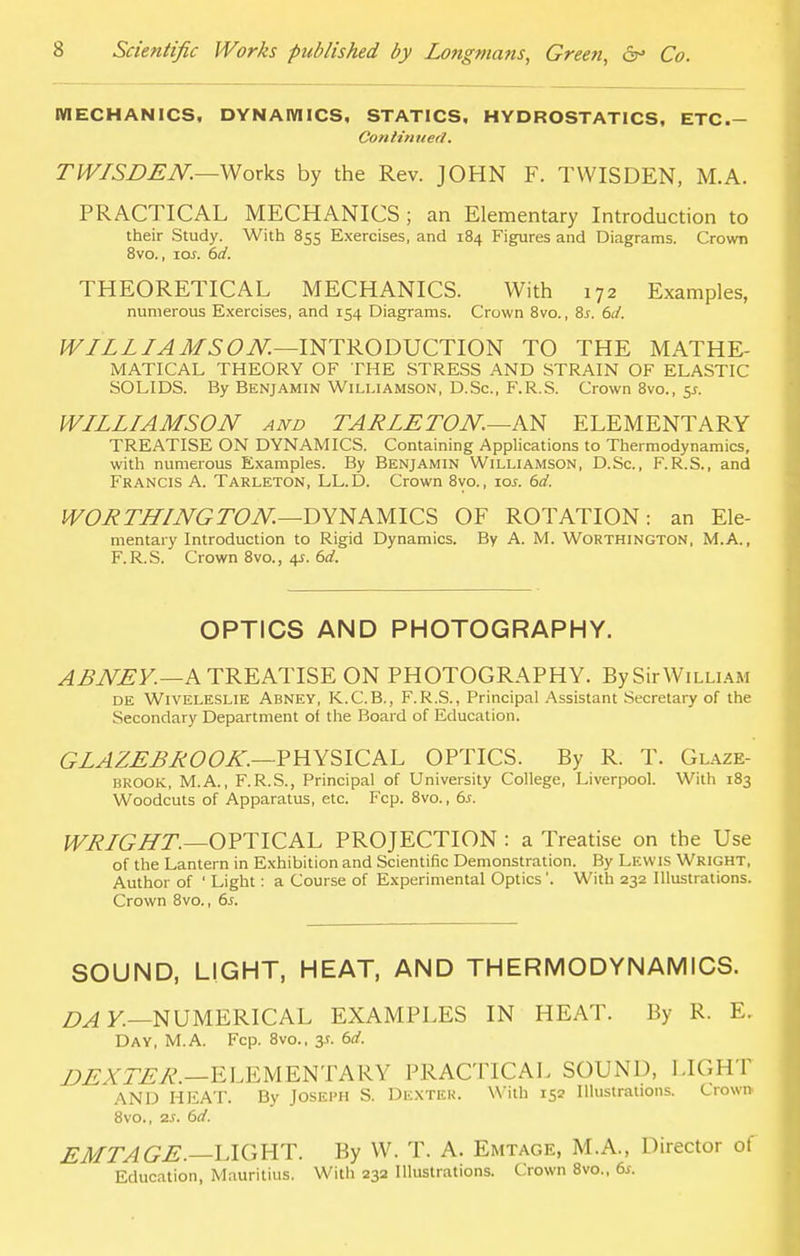 8 Scientific Works published by Longmans, Green, & Co.
MECHANICS, DYNAMICS, STATICS, HYDROSTATICS, ETC.—
Continued.
TWISDEN.—Works by the Rev. JOHN F. TWISDEN, M.A.
PRACTICAL MECHANICS; an Elementary Introduction to
their Study. With 855 Exercises, and 184 Figures and Diagrams. Crown
8vo., 10s. 6d.
THEORETICAL MECHANICS. With 172 Examples,
numerous Exercises, and 154 Diagrams. Crown 8vo., 8s. 6d.
WILLIAMSON.—INTRODUCTION TO THE MATHE-
MATICAL THEORY OF THE STRESS AND STRAIN OF ELASTIC
SOLIDS. By BENJAMIN WILLIAMSON, D.Sc., F.R.S. Crown 8vo., 5s.
WILLIAMSON AND TARLETON.—AN ELEMENTARY
TREATISE ON DYNAMICS. Containing Applications to Thermodynamics,
with numerous Examples. By BENJAMIN WILLIAMSON, D.Sc., F.R.S., and
FRANCIS A. TARLETON, LL.D. Crown 8vo., 10s. 6d.
WORTHINGTON.—DYNAMICS OF ROTATION: an Ele-
mentary Introduction to Rigid Dynamics. By A. M. WORTHINGTON, M.A.,
F.R.S. Crown 8vo., 4s. 6d.
OPTICS AND PHOTOGRAPHY.
ABNEY.—A TREATISE ON PHOTOGRAPHY. By Sir WILLIAM
DE WIVELESLIE ABNEY, K.C.B., F.R.S., Principal Assistant Secretary of the
Secondary Department of the Board of Education.
GLAZEBROOK.—PHYSICAL OPTICS. By R. T. GLAZE-
BROOK, M.A., F.R.S., Principal of University College, Liverpool. With 183
Woodcuts of Apparatus, etc. Fcp. 8vo., 6s.
WRIGHT.—OPTICAL PROJECTION: a Treatise on the Use
of the Lantern in Exhibition and Scientific Demonstration. By LEWIS WRIGHT,
Author of 'Light: a Course of Experimental Optics'. With 232 Illustrations.
Crown 8vo., 6s.
SOUND, LIGHT, HEAT, AND THERMODYNAMICS.
DAY.—NUMERICAL EXAMPLES IN HEAT. By R. E.
DAY, M.A. Fcp. 8vo., 3s. 6d.
DEXTER.—ELEMENTARY PRACTICAL SOUND, LIGHT
AND HEAT. By JOSEPH S. DEXTER. With 152 Illustrations. Crown
8vo., 2s. 6d.
EMTAGE.—LIGHT. By W. T. A. EMTAGE, M.A., Director of
Education, Mauritius. With 232 Illustrations. Crown 8vo., 6s.